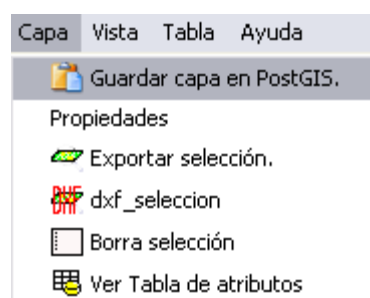 Capa Vista Tabla Ayuda
Guardar capa en PostGIS.
Propiedades
Exportar selección.
dxf_seleccion
Borra selección
Ver Tabla de atributos